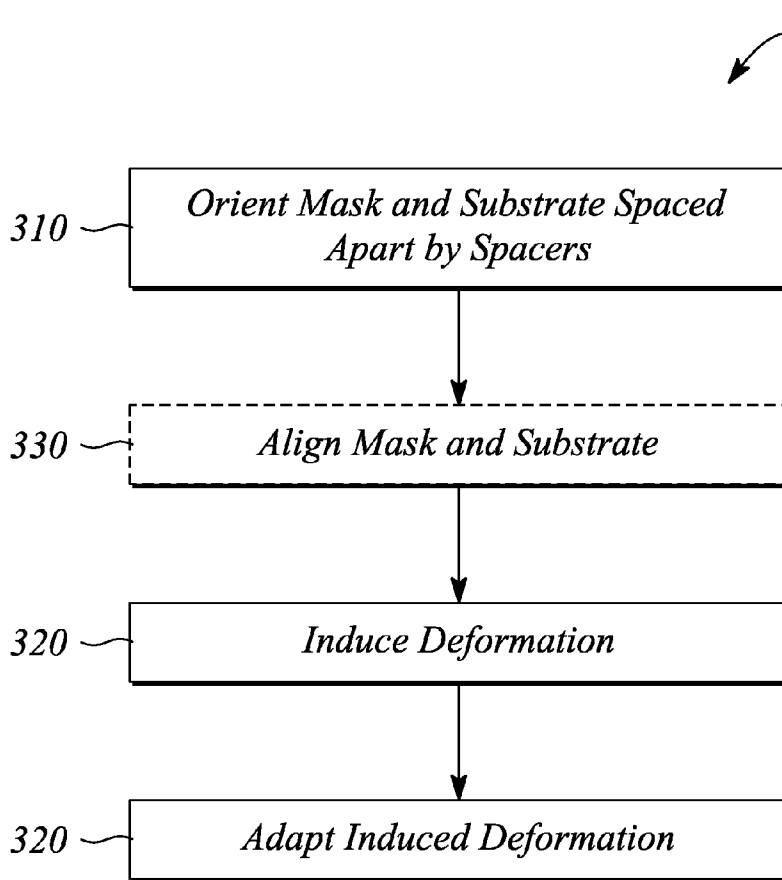 310
Orient Mask and Substrate Spaced
Apart by Spacers
330
Align Mask and Substrate
320
Induce Deformation
320
Adapt Induced Deformation